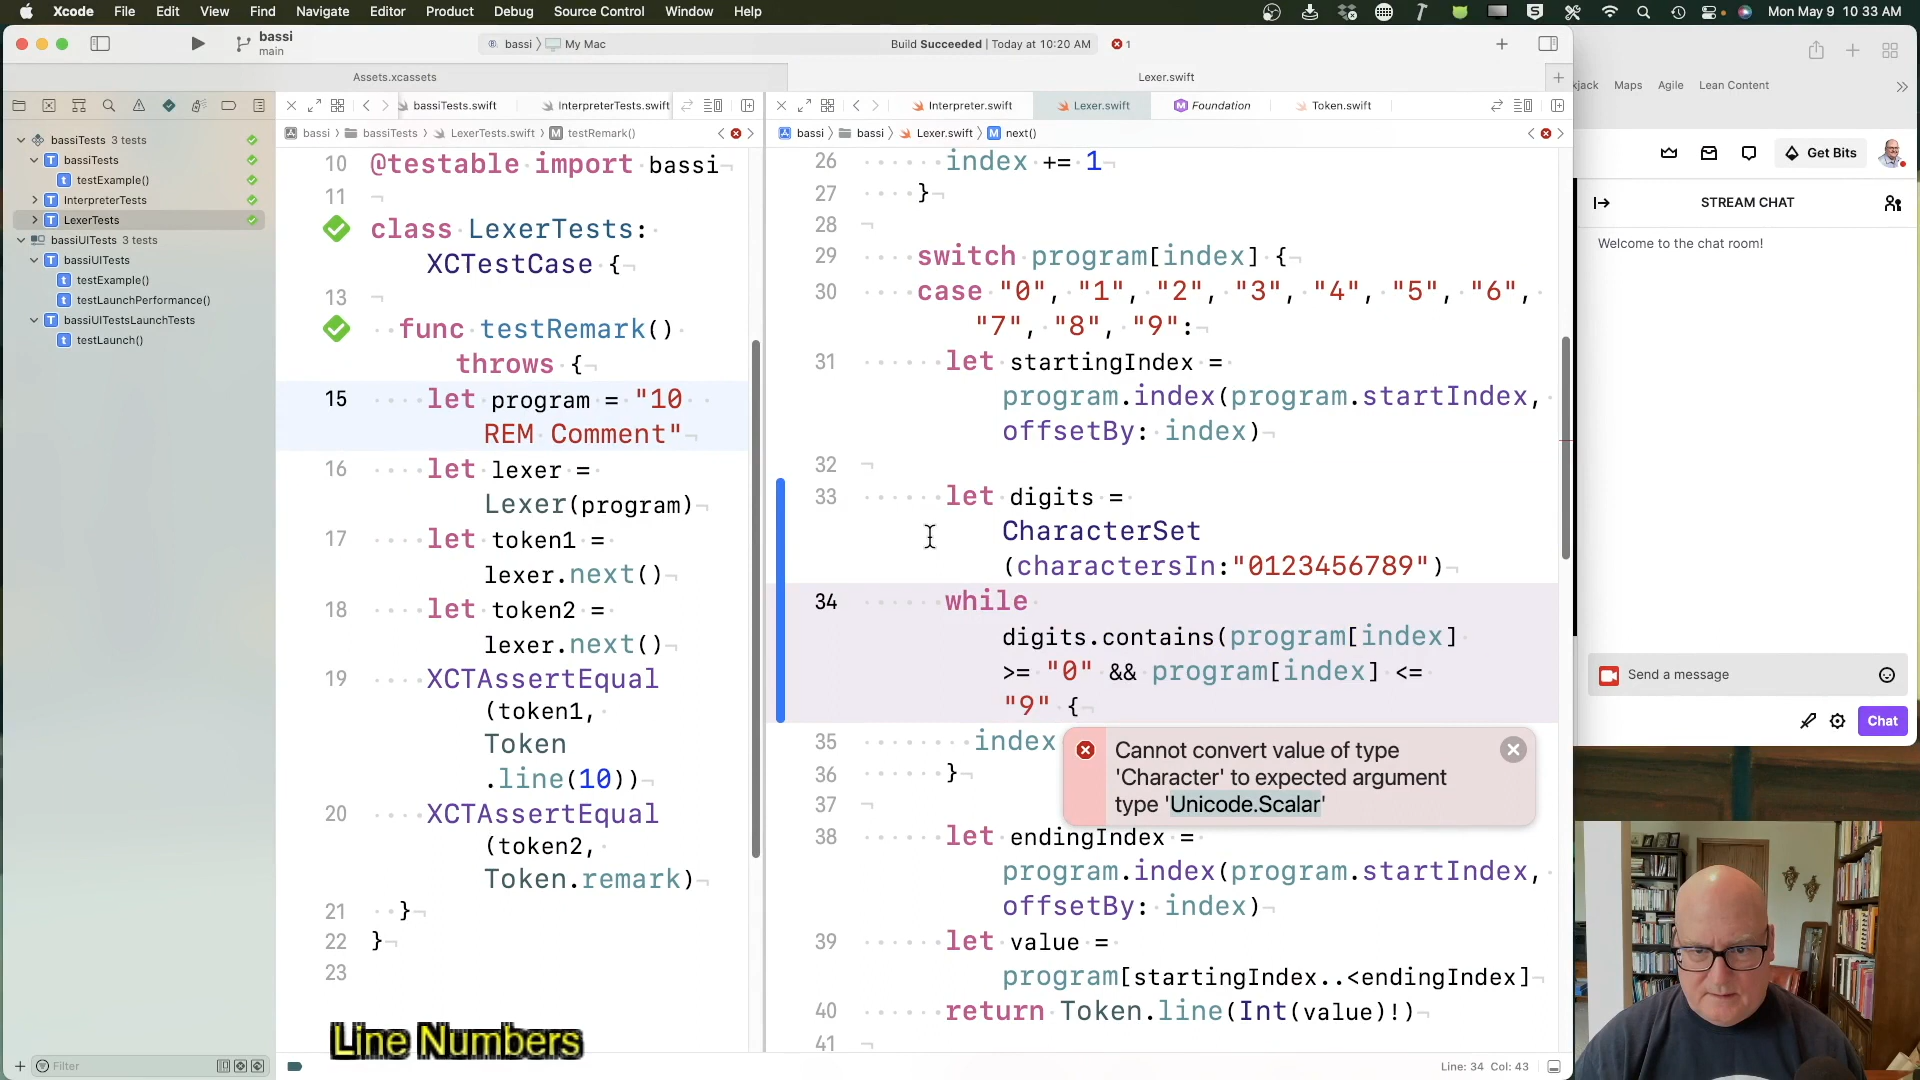 Xcode File Edit View Find Navigate Editor Product Debug Source Control Window Help
Mon May 9 10 33 AM
bassi
main
bassi My Mac
Build Succeeded | Today at 10:20 AM
1
Assets.xcassets
Lexer.swift
bassiTests.swift
InterpreterTests.swift
Interpreter.swift
Lexer.swift
Foundation
Token.swift
bassi bassiTests LexerTests.swift testRemark()
bassi bassi Lexer.swift next()
bassiTests 3 tests
bassiTests
testExample()
InterpreterTests
LexerTests
bassiUITests 3 tests
bassiUITests
testExample()
testLaunchPerformance()
bassiUITestsLaunchTests
testLaunch()
Filter
10 @testable import bassi
11
class LexerTests:
XCTestCase {
13
func testRemark()
throws {
15 let program = "10
REM Comment"
16 let lexer =
Lexer(program)
17 let token1 =
lexer.next()
18 let token2 =
lexer.next()
19 XCTAssertEqual
(token1,
Token
.line(10))
20 XCTAssertEqual
(token2,
Token.remark)
21 }
22 }
23
Line Numbers
26 index += 1
27 }
28
29 switch program[index] {
30 case "0", "1", "2", "3", "4", "5", "6",
"7", "8", "9":
31 let startingIndex =
program.index(program.startIndex,
offsetBy: index)
32
33 let digits =
CharacterSet
(charactersIn:"0123456789")
34 while
digits.contains(program[index]
>= "0" && program[index] <=
"9" {
35 index
36 }
37
38 let endingIndex =
program.index(program.startIndex,
offsetBy: index)
39 let value =
program[startingIndex..<endingIndex]
40 return Token.line(Int(value)!)
41
Cannot convert value of type
'Character' to expected argument
type 'Unicode.Scalar'
Line: 34 Col: 43
kjack Maps Agile Lean Content
Get Bits
STREAM CHAT
Welcome to the chat room!
Send a message
Chat